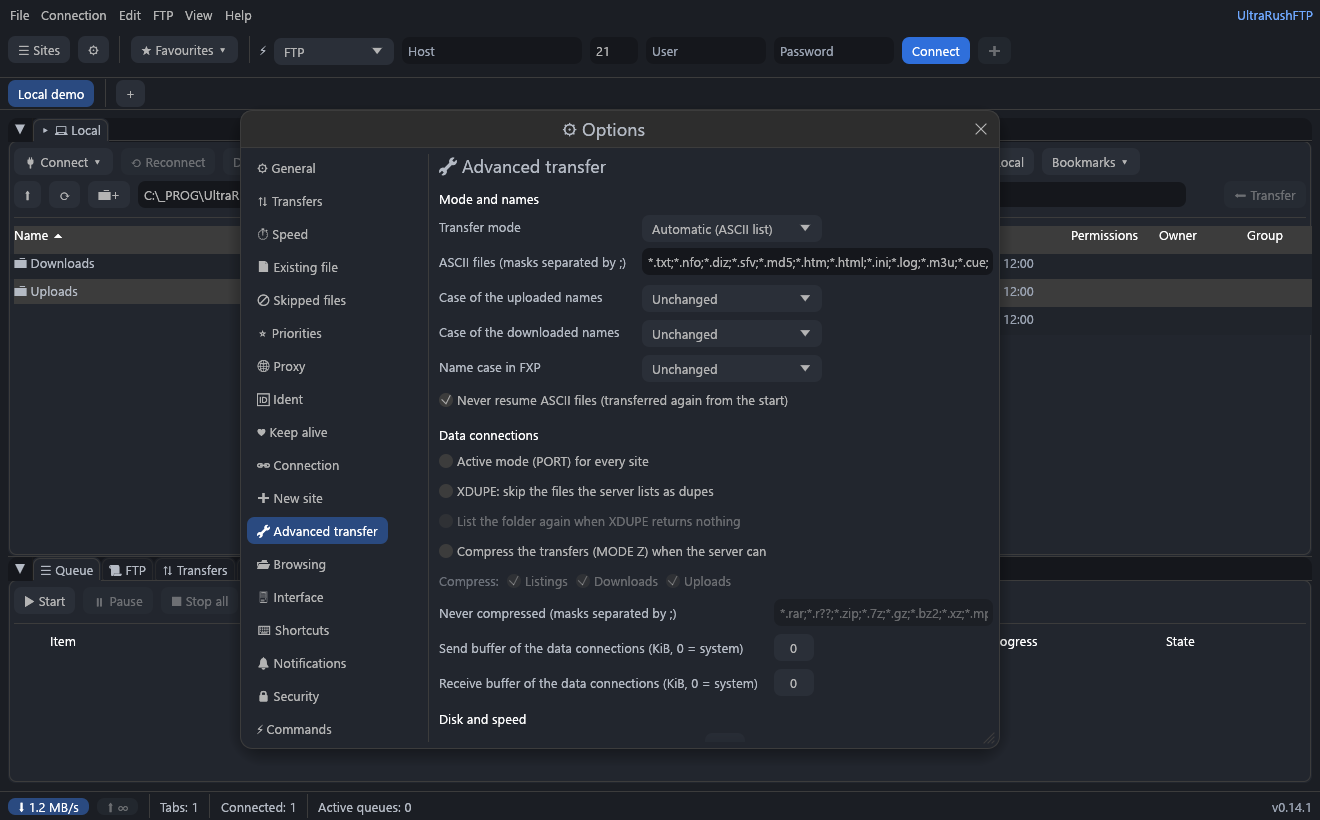 File Connection Edit FTP View Help UltraRushFTP
Sites ★ Favourites ▾ ⚡ FTP Host 21 User Password Connect +
Local demo +
Local
Connect ▾ Reconnect
C:\_PROG\UltraR
Name
Downloads
Uploads
Bookmarks ▾
Transfer
Permissions Owner Group
12:00
12:00
12:00
Options
General
Transfers
Speed
Existing file
Skipped files
Priorities
Proxy
Ident
Keep alive
Connection
New site
Advanced transfer
Browsing
Interface
Shortcuts
Notifications
Security
Commands
Advanced transfer
Mode and names
Transfer mode Automatic (ASCII list)
ASCII files (masks separated by ;) *.txt;*.nfo;*.diz;*.sfv;*.md5;*.htm;*.html;*.ini;*.log;*.m3u;*.cue;
Case of the uploaded names Unchanged
Case of the downloaded names Unchanged
Name case in FXP Unchanged
Never resume ASCII files (transferred again from the start)
Data connections
Active mode (PORT) for every site
XDUPE: skip the files the server lists as dupes
List the folder again when XDUPE returns nothing
Compress the transfers (MODE Z) when the server can
Compress: Listings Downloads Uploads
Never compressed (masks separated by ;) *.rar;*.r??;*.zip;*.7z;*.gz;*.bz2;*.xz;*.mp
Send buffer of the data connections (KiB, 0 = system) 0
Receive buffer of the data connections (KiB, 0 = system) 0
Disk and speed
Queue FTP Transfers
Start Pause Stop all
Item ogress State
1.2 MB/s ∞ Tabs: 1 Connected: 1 Active queues: 0 v0.14.1